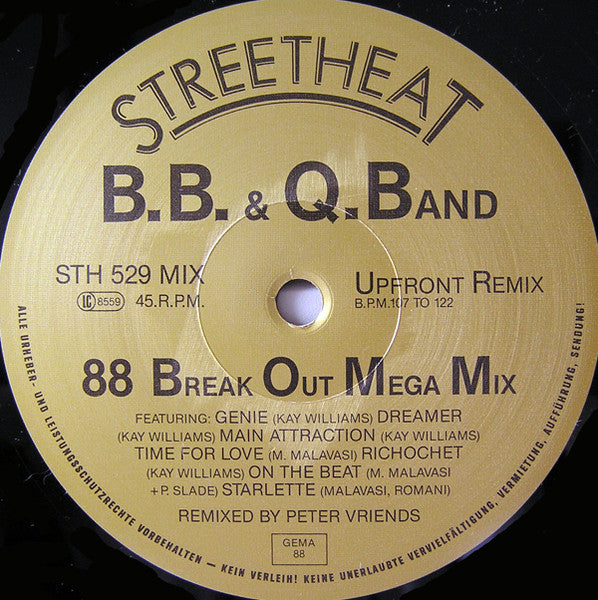 STREETHEAT
B.B. & Q.BAND
STH 529 MIX
LC 8559 45.R.P.M.
UPFRONT REMIX
B.P.M.107 TO 122
88 BREAK OUT MEGA MIX
FEATURING: GENIE (KAY WILLIAMS) DREAMER
(KAY WILLIAMS) MAIN ATTRACTION (KAY WILLIAMS)
TIME FOR LOVE (M. MALAVASI) RICHOCHET
(KAY WILLIAMS) ON THE BEAT (M. MALAVASI
+P. SLADE) STARLETTE (MALAVASI, ROMANI)
REMIXED BY PETER VRIENDS
GEMA
88
ALLE URHEBER- UND LEISTUNGSSCHUTZRECHTE VORBEHALTEN – KEIN VERLEIH! KEINE UNERLAUBTE VERVIELFÄLTIGUNG, VERMIETUNG, AUFFÜHRUNG, SENDUNG!